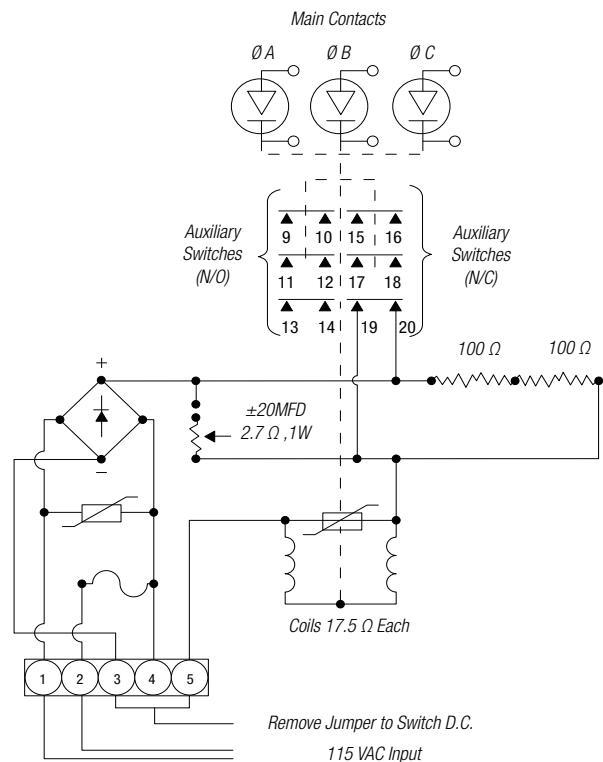 Main Contacts
Ø A Ø B Ø C
Auxiliary
Switches
(N/O)
9 10 15 16
11 12 17 18
13 14 19 20
Auxiliary
Switches
(N/C)
100 Ω 100 Ω
+
±20MFD
2.7 Ω ,1W
−
Coils 17.5 Ω Each
1 2 3 4 5
Remove Jumper to Switch D.C.
115 VAC Input